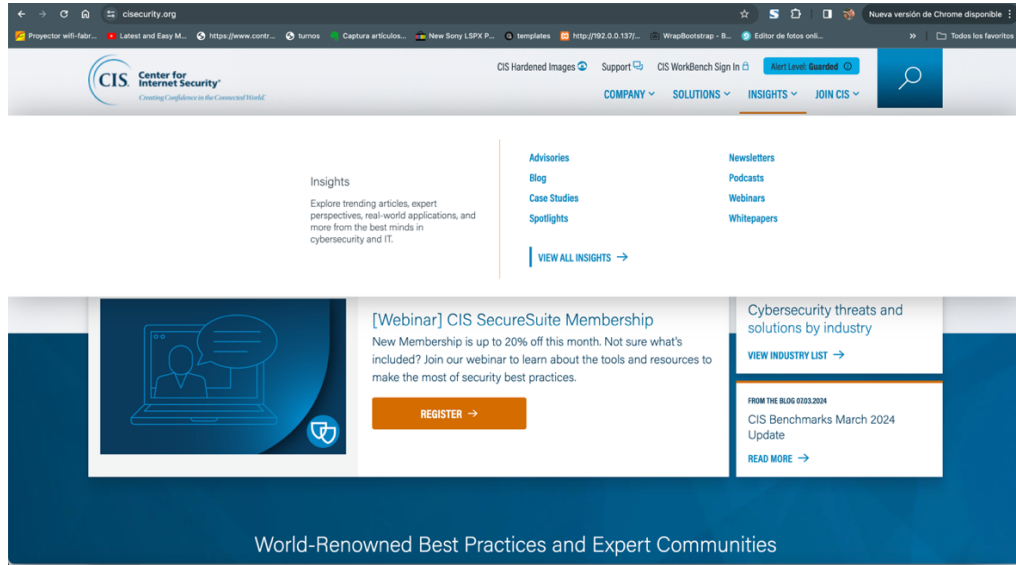 cisecurity.org
Nueva versión de Chrome disponible
Proyector wifi-fabr...
Latest and Easy M...
https://www.contr...
turnos
Captura artículos...
New Sony LSPX P...
templates
http://192.0.0.137/...
WrapBootstrap - B...
Editor de fotos onli...
»
Todos los favoritos
CIS Hardened Images
Support
CIS WorkBench Sign In
Alert Level: Guarded
CIS.
Center for
Internet Security®
Creating Confidence in the Connected World.
COMPANY
SOLUTIONS
INSIGHTS
JOIN CIS
Insights
Explore trending articles, expert
perspectives, real-world applications, and
more from the best minds in
cybersecurity and IT.
Advisories
Blog
Case Studies
Spotlights
Newsletters
Podcasts
Webinars
Whitepapers
VIEW ALL INSIGHTS →
[Webinar] CIS SecureSuite Membership
New Membership is up to 20% off this month. Not sure what's
included? Join our webinar to learn about the tools and resources to
make the most of security best practices.
REGISTER →
Cybersecurity threats and
solutions by industry
VIEW INDUSTRY LIST →
FROM THE BLOG 07.03.2024
CIS Benchmarks March 2024
Update
READ MORE →
World-Renowned Best Practices and Expert Communities